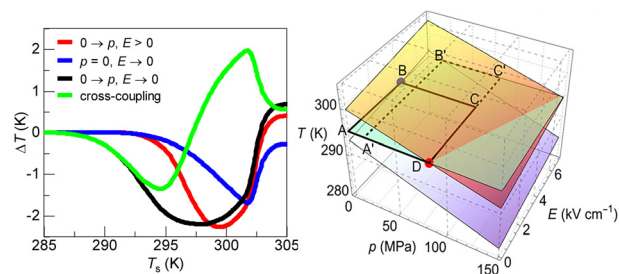 0 → p, E > 0
p = 0, E → 0
0 → p, E → 0
cross-coupling
2
1
0
-1
-2
ΔT (K)
285
290
295
300
305
Tₛ (K)
B'
C'
B
C
A
A'
D
300
T (K)
290
280
0
50
100
150
p (MPa)
0
2
4
6
E (kV cm⁻¹)